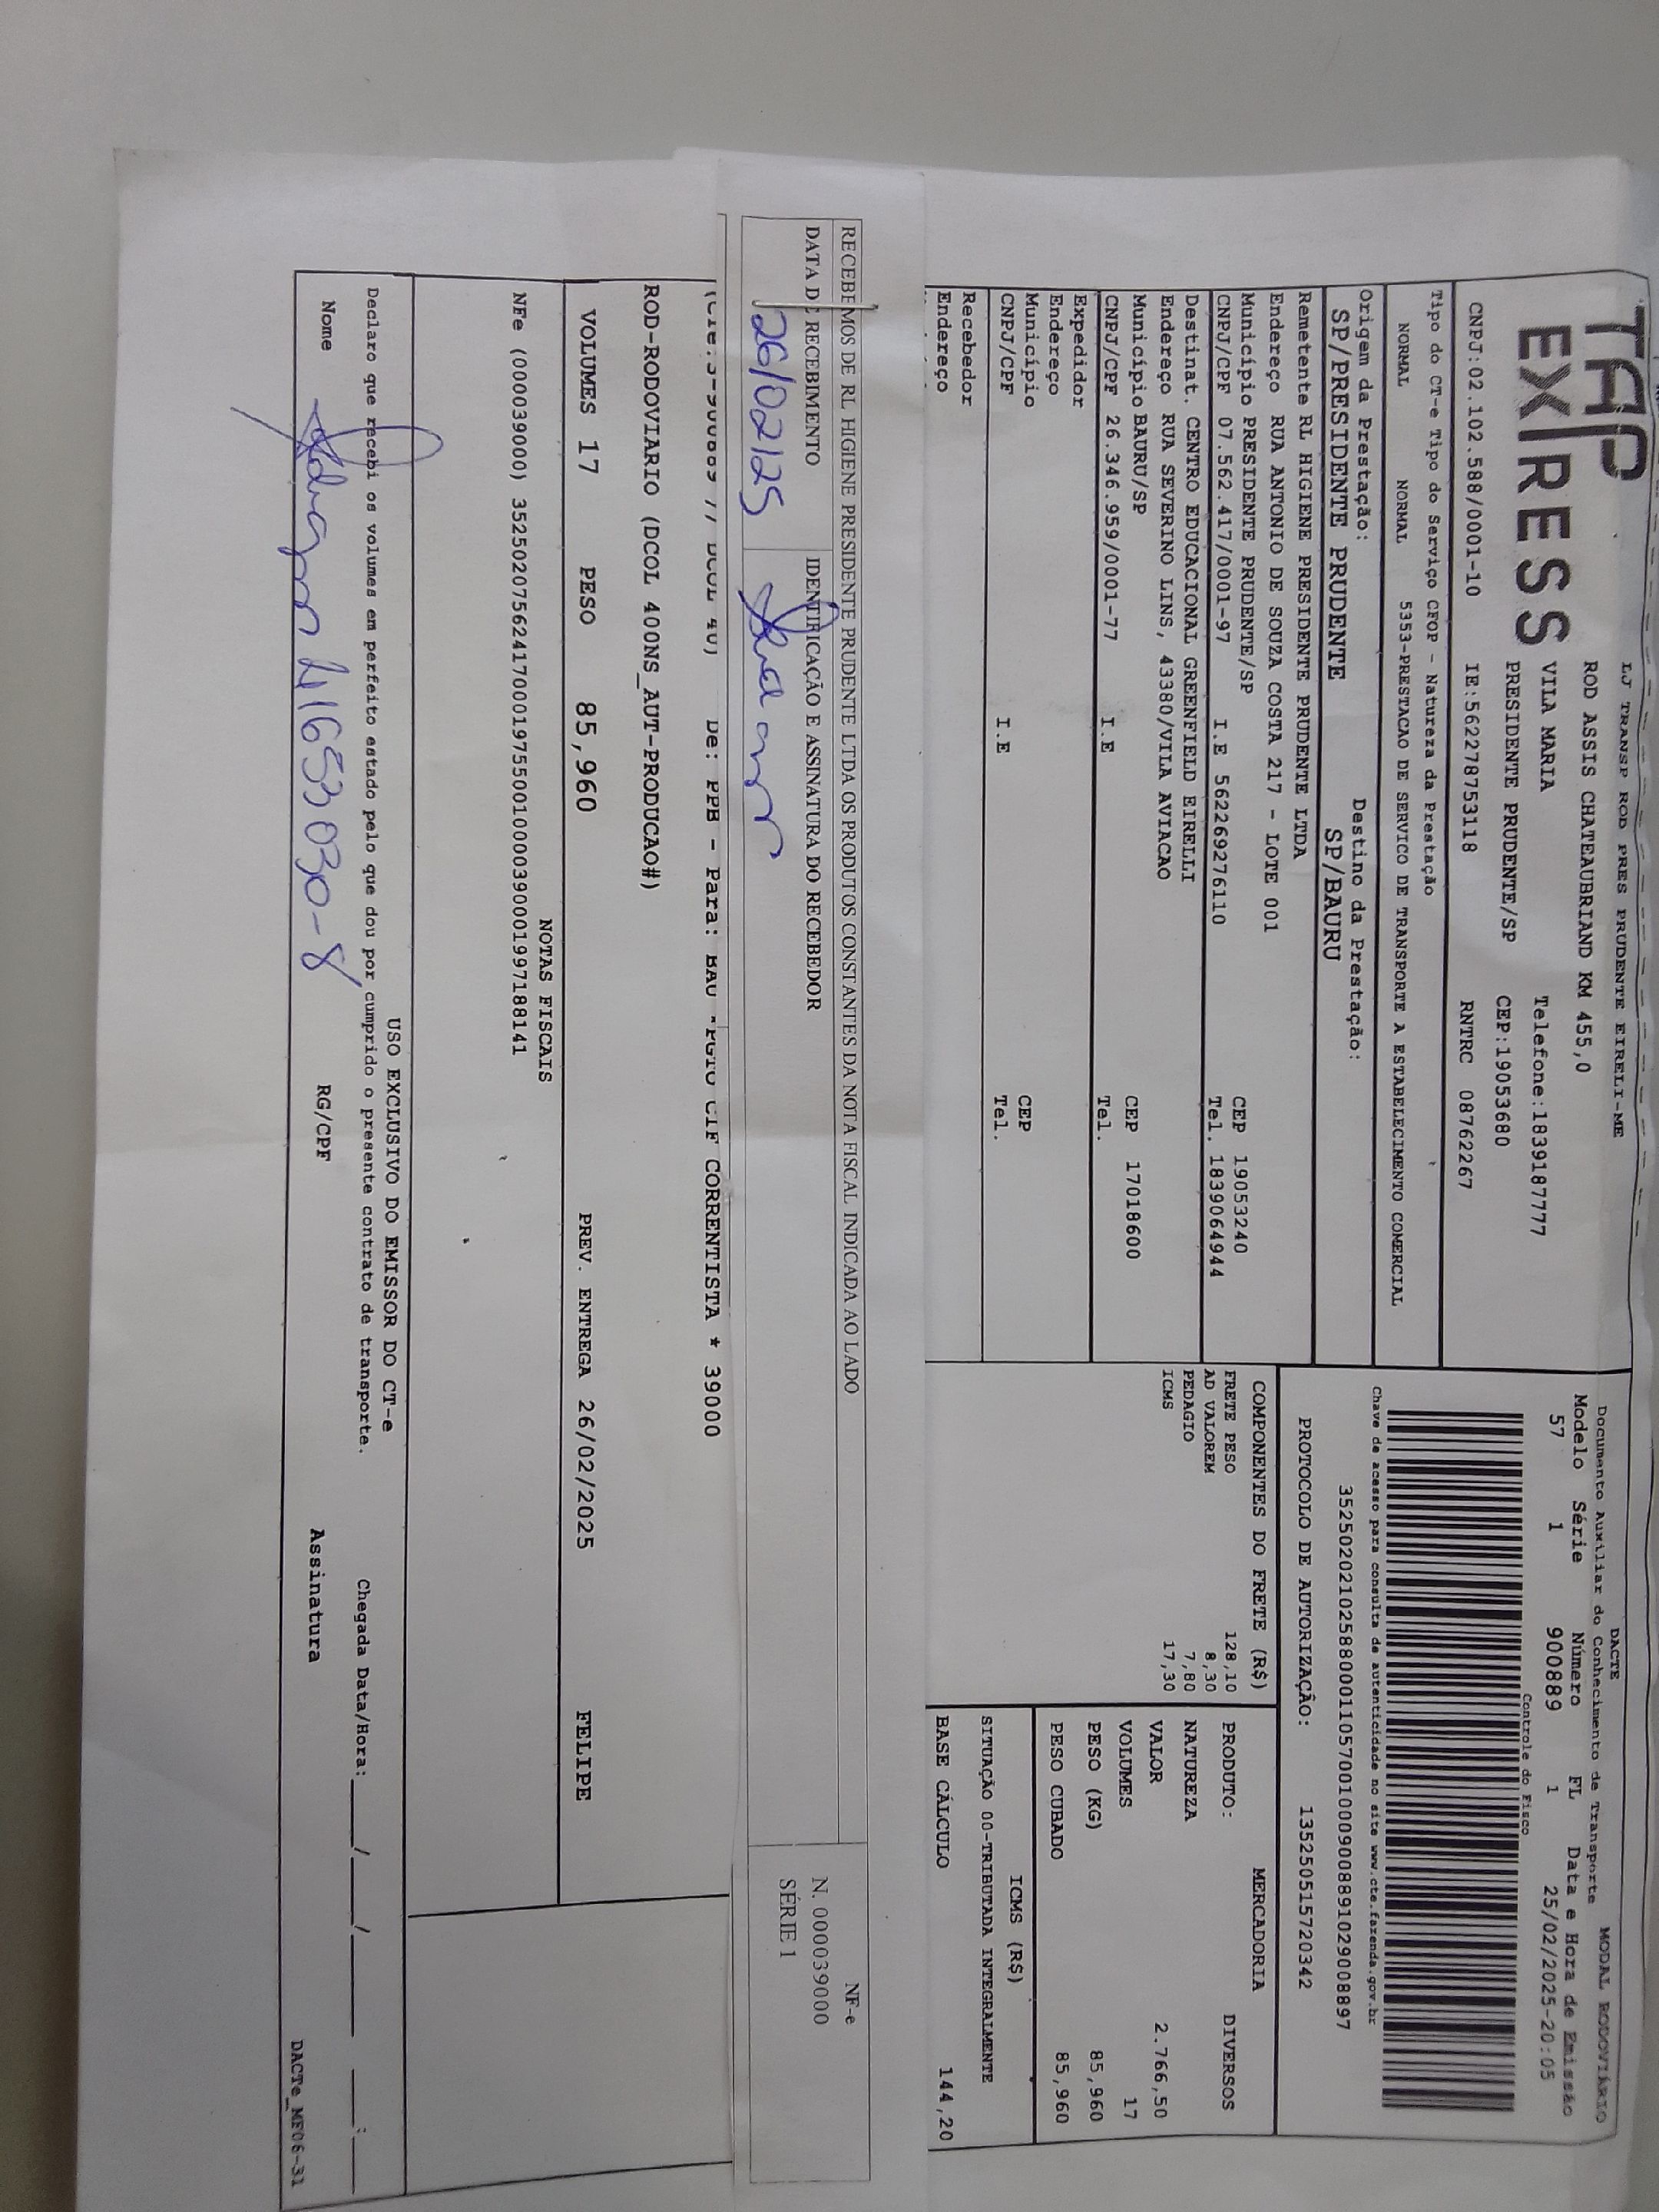 TAP
EXPRESS
LJ TRANSP ROD PRES PRUDENTE EIRELI-ME
ROD ASSIS CHATEAUBRIAND KM 455,0
VILA MARIA Telefone:1839187777
PRESIDENTE PRUDENTE/SP CEP:19053680
CNPJ:02.102.588/0001-10 IE:562278753118 RNTRC 08762267
Tipo do CT-e Tipo do Serviço CFOP - Natureza da Prestação
NORMAL NORMAL 5353-PRESTACAO DE SERVICO DE TRANSPORTE A ESTABELECIMENTO COMERCIAL
Origem da Prestação: Destino da Prestação:
SP/PRESIDENTE PRUDENTE SP/BAURU
Remetente RL HIGIENE PRESIDENTE PRUDENTE LTDA
Endereço RUA ANTONIO DE SOUZA COSTA 217 - LOTE 001
Município PRESIDENTE PRUDENTE/SP CEP 19053240
CNPJ/CPF 07.562.417/0001-97 I.E 562269276110 Tel. 1839064944
Destinat. CENTRO EDUCACIONAL GREENFIELD EIRELLI
Endereço RUA SEVERINO LINS, 43380/VILA AVIACAO
Município BAURU/SP CEP 17018600
CNPJ/CPF 26.346.959/0001-77 I.E Tel.
Expedidor
Endereço
Município CEP
CNPJ/CPF I.E Tel.
Recebedor
Endereço
DACTE MODAL RODOVIÁRIO
Documento Auxiliar do Conhecimento de Transporte
Modelo Série Número FL Data e Hora de Emissão
57 1 900889 1 25/02/2025-20:05
Controle do Fisco
Chave de acesso para consulta de autenticidade no site www.cte.fazenda.gov.br
35250202102588000110570010009008891029008897
PROTOCOLO DE AUTORIZAÇÃO: 135250515720342
COMPONENTES DO FRETE (R$)
FRETE PESO 128,10
AD VALOREM 8,30
PEDAGIO 7,80
ICMS 17,30
MERCADORIA
PRODUTO: DIVERSOS
NATUREZA
VALOR 2.766,50
VOLUMES 17
PESO (KG) 85,960
PESO CUBADO 85,960
ICMS (R$)
SITUAÇÃO 00-TRIBUTADA INTEGRALMENTE
BASE CÁLCULO 144,20
RECEBEMOS DE RL HIGIENE PRESIDENTE PRUDENTE LTDA OS PRODUTOS CONSTANTES DA NOTA FISCAL INDICADA AO LADO
DATA DE RECEBIMENTO IDENTIFICAÇÃO E ASSINATURA DO RECEBEDOR
26/02/25
NF-e
N. 000039000
SÉRIE 1
De: PPB - Para: BAU *PGTO CIF CORRENTISTA * 39000
ROD-RODOVIARIO (DCOL 400NS_AUT-PRODUCAO#)
VOLUMES 17 PESO 85,960 PREV. ENTREGA 26/02/2025 FELIPE
NOTAS FISCAIS
NFe (000039000) 35250207562417000197550010000390001997188141
USO EXCLUSIVO DO EMISSOR DO CT-e
Declaro que recebi os volumes em perfeito estado pelo que dou por cumprido o presente contrato de transporte. Chegada Data/Hora:____/____/______ ___:___
Nome 41653030-8 RG/CPF Assinatura
DACTe_MF06-31